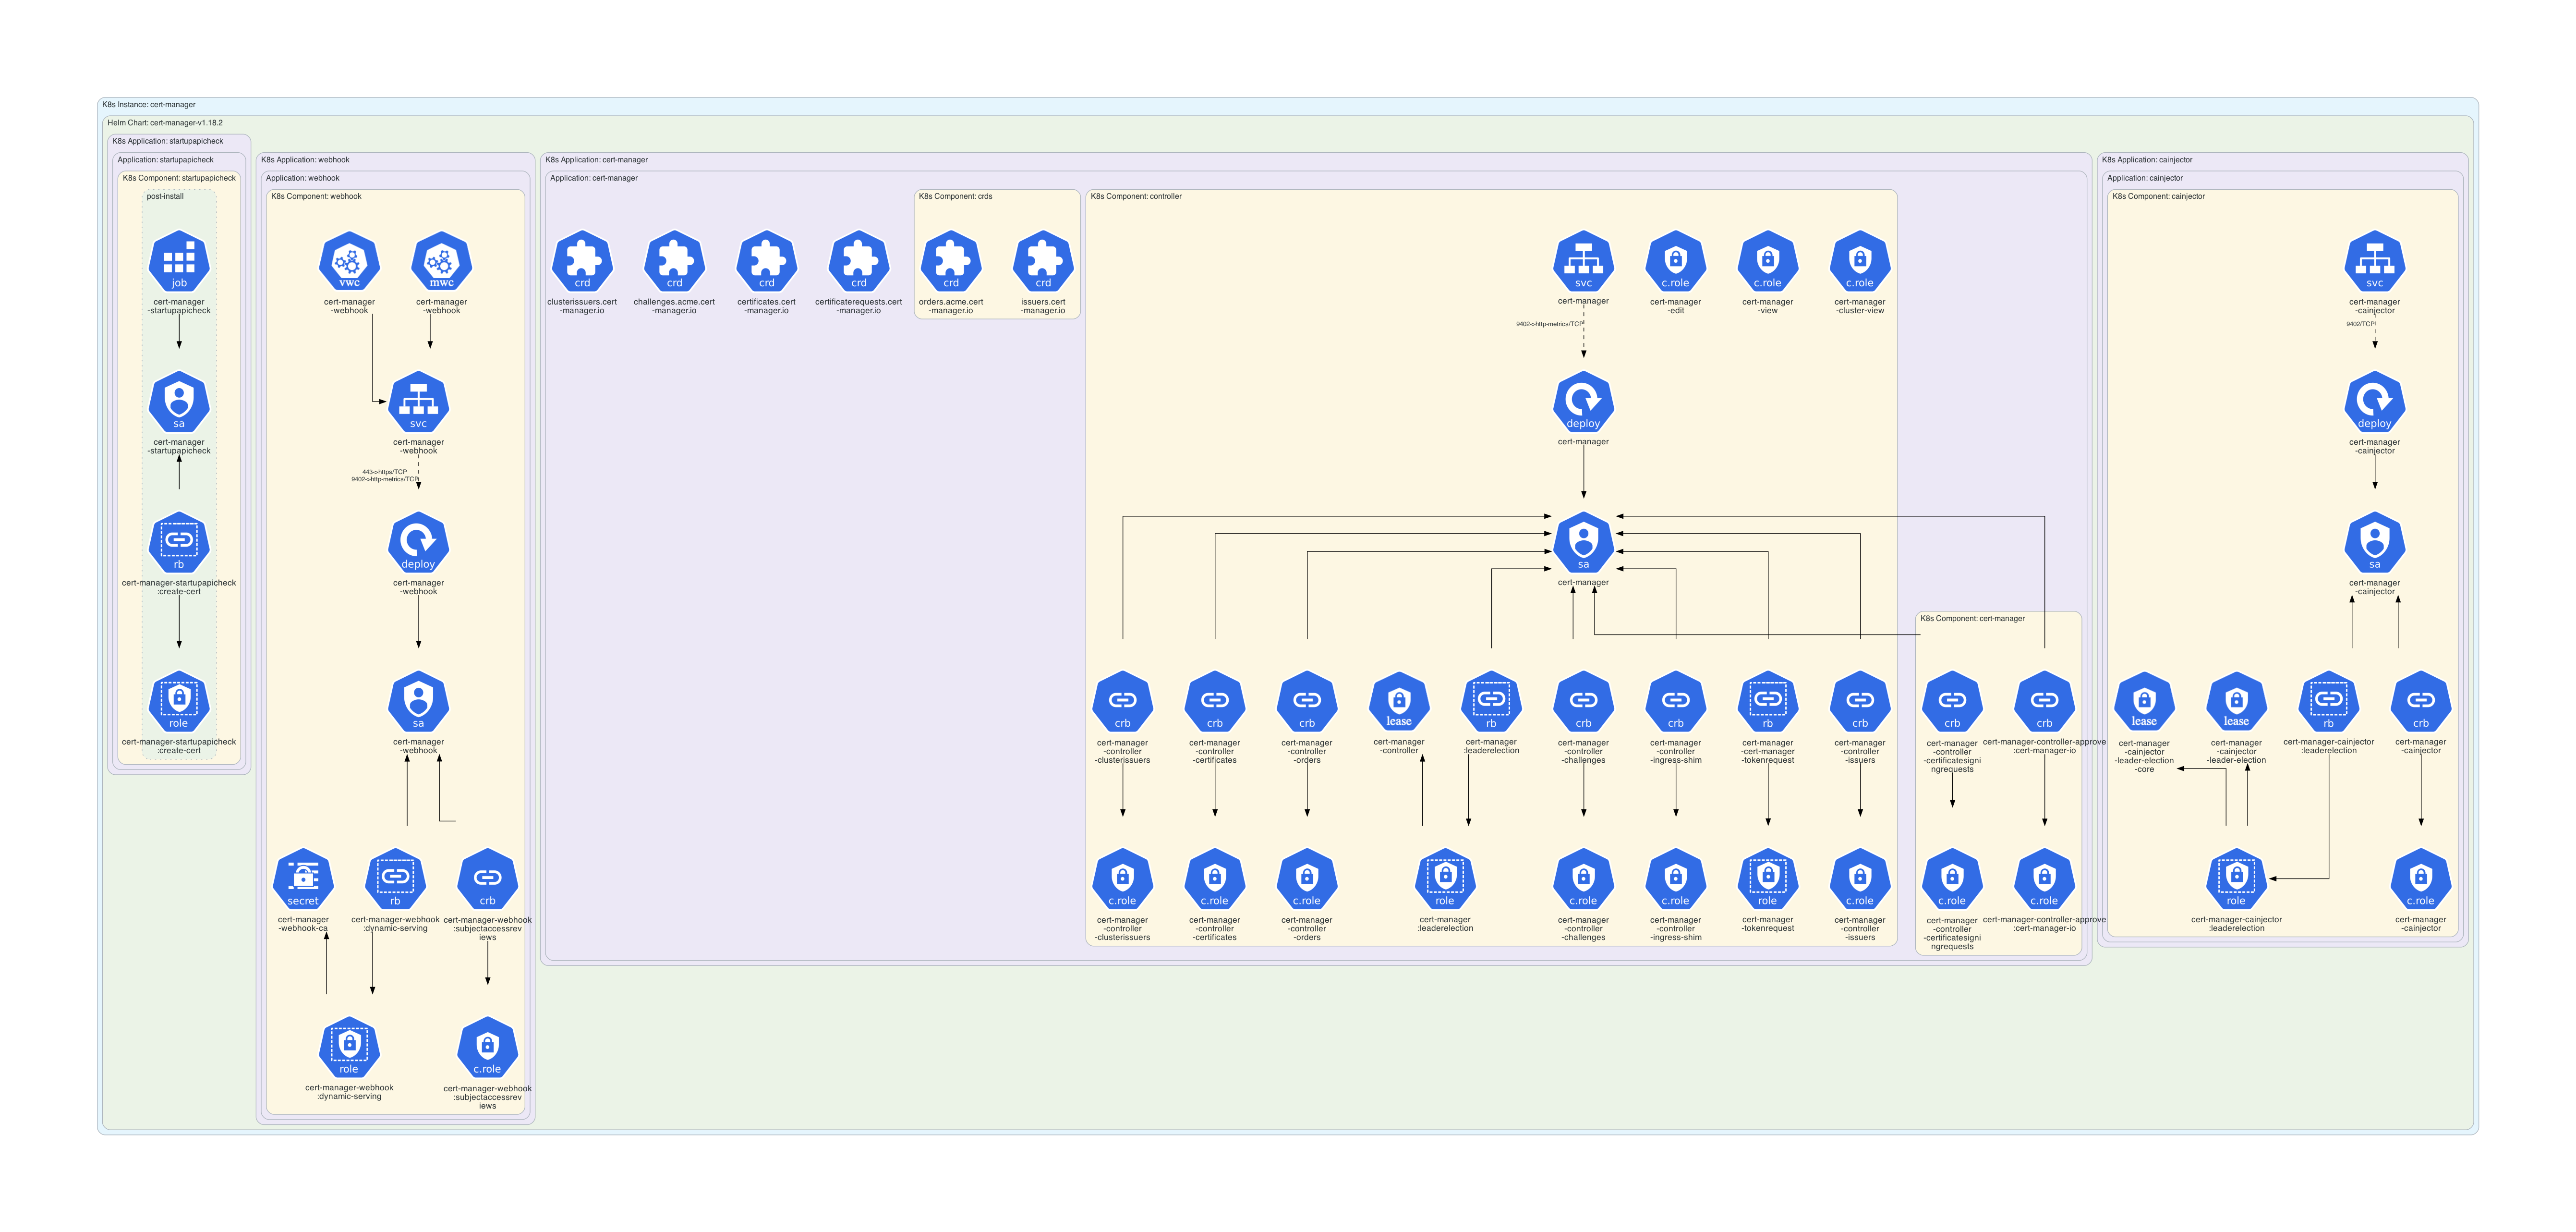 K8s Instance: cert-manager
Helm Chart: cert-manager-v1.18.2
K8s Application: startupapicheck
Application: startupapicheck
K8s Component: startupapicheck
post-install
job
cert-manager
-startupapicheck
sa
cert-manager
-startupapicheck
rb
cert-manager-startupapicheck
:create-cert
role
cert-manager-startupapicheck
:create-cert
K8s Application: webhook
Application: webhook
K8s Component: webhook
vwc
cert-manager
-webhook
mwc
cert-manager
-webhook
svc
cert-manager
-webhook
443->https/TCP
9402->http-metrics/TCP
deploy
cert-manager
-webhook
sa
cert-manager
-webhook
secret
cert-manager
-webhook-ca
rb
cert-manager-webhook
:dynamic-serving
crb
cert-manager-webhook
:subjectaccessrev
iews
role
cert-manager-webhook
:dynamic-serving
c.role
cert-manager-webhook
:subjectaccessrev
iews
K8s Application: cert-manager
Application: cert-manager
crd
clusterissuers.cert
-manager.io
crd
challenges.acme.cert
-manager.io
crd
certificates.cert
-manager.io
crd
certificaterequests.cert
-manager.io
K8s Component: crds
crd
orders.acme.cert
-manager.io
crd
issuers.cert
-manager.io
K8s Component: controller
svc
cert-manager
9402->http-metrics/TCP
c.role
cert-manager
-edit
c.role
cert-manager
-view
c.role
cert-manager
-cluster-view
deploy
cert-manager
sa
cert-manager
crb
cert-manager
-controller
-clusterissuers
crb
cert-manager
-controller
-certificates
crb
cert-manager
-controller
-orders
lease
cert-manager
-controller
rb
cert-manager
:leaderelection
crb
cert-manager
-controller
-challenges
crb
cert-manager
-controller
-ingress-shim
rb
cert-manager
-cert-manager
-tokenrequest
crb
cert-manager
-controller
-issuers
c.role
cert-manager
-controller
-clusterissuers
c.role
cert-manager
-controller
-certificates
c.role
cert-manager
-controller
-orders
role
cert-manager
:leaderelection
c.role
cert-manager
-controller
-challenges
c.role
cert-manager
-controller
-ingress-shim
role
cert-manager
-tokenrequest
c.role
cert-manager
-controller
-issuers
K8s Component: cert-manager
crb
cert-manager
-controller
-certificatesigni
ngrequests
crb
cert-manager-controller-approve
:cert-manager-io
c.role
cert-manager
-controller
-certificatesigni
ngrequests
c.role
cert-manager-controller-approve
:cert-manager-io
K8s Application: cainjector
Application: cainjector
K8s Component: cainjector
svc
cert-manager
-cainjector
9402/TCP
deploy
cert-manager
-cainjector
sa
cert-manager
-cainjector
lease
cert-manager
-cainjector
-leader-election
-core
lease
cert-manager
-cainjector
-leader-election
rb
cert-manager-cainjector
:leaderelection
crb
cert-manager
-cainjector
role
cert-manager-cainjector
:leaderelection
c.role
cert-manager
-cainjector